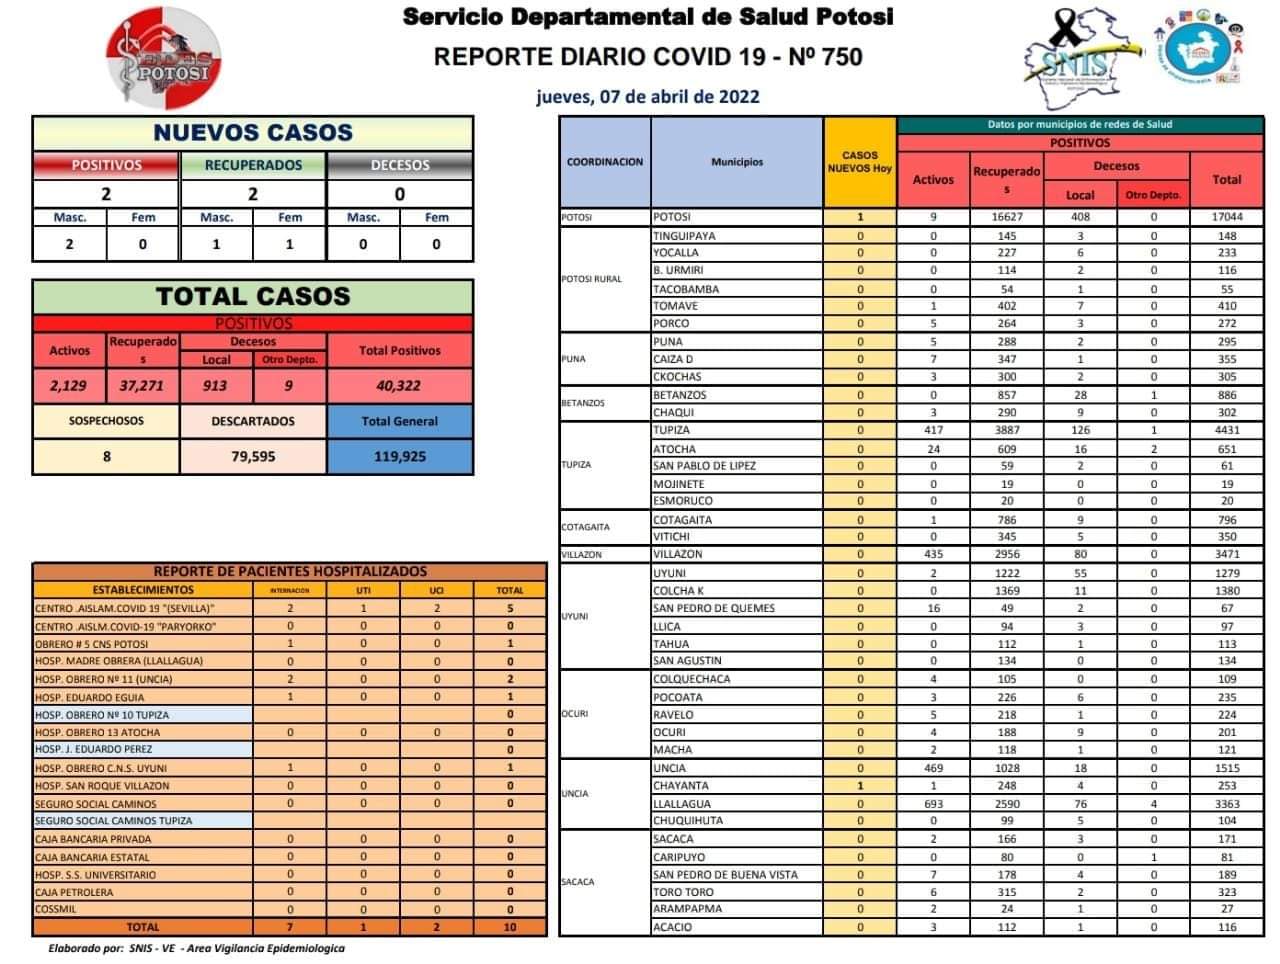 Servicio Departamental de Salud Potosi
REPORTE DIARIO COVID 19 - Nº 750
jueves, 07 de abril de 2022
SEDES POTOSI
SNIS
NUEVOS CASOS
POSITIVOS RECUPERADOS DECESOS
2 2 0
Masc. Fem Masc. Fem Masc. Fem
2 0 1 1 0 0
TOTAL CASOS
POSITIVOS
Activos Recuperados Decesos Total Positivos
Local Otro Depto.
2,129 37,271 913 9 40,322
SOSPECHOSOS DESCARTADOS Total General
8 79,595 119,925
REPORTE DE PACIENTES HOSPITALIZADOS
ESTABLECIMIENTOS INTERNACION UTI UCI TOTAL
CENTRO .AISLAM.COVID 19 "(SEVILLA)" 2 1 2 5
CENTRO .AISLM.COVID-19 "PARYORKO" 0 0 0 0
OBRERO # 5 CNS POTOSI 1 0 0 1
HOSP. MADRE OBRERA (LLALLAGUA) 0 0 0 0
HOSP. OBRERO Nº 11 (UNCIA) 2 0 0 2
HOSP. EDUARDO EGUIA 1 0 0 1
HOSP. OBRERO Nº 10 TUPIZA 0
HOSP. OBRERO 13 ATOCHA 0 0 0 0
HOSP. J. EDUARDO PEREZ 0
HOSP. OBRERO C.N.S. UYUNI 1 0 0 1
HOSP. SAN ROQUE VILLAZON 0 0 0 0
SEGURO SOCIAL CAMINOS 0 0 0 0
SEGURO SOCIAL CAMINOS TUPIZA
CAJA BANCARIA PRIVADA 0 0 0 0
CAJA BANCARIA ESTATAL 0 0 0 0
HOSP. S.S. UNIVERSITARIO 0 0 0 0
CAJA PETROLERA 0 0 0 0
COSSMIL 0 0 0 0
TOTAL 7 1 2 10
Elaborado por: SNIS - VE - Area Vigilancia Epidemiologica
COORDINACION Municipios CASOS NUEVOS Hoy Datos por municipios de redes de Salud
POSITIVOS
Activos Recuperados Decesos Total
Local Otro Depto.
POTOSI POTOSI 1 9 16627 408 0 17044
POTOSI RURAL TINGUIPAYA 0 0 145 3 0 148
YOCALLA 0 0 227 6 0 233
B. URMIRI 0 0 114 2 0 116
TACOBAMBA 0 0 54 1 0 55
TOMAVE 0 1 402 7 0 410
PORCO 0 5 264 3 0 272
PUNA PUNA 0 5 288 2 0 295
CAIZA D 0 7 347 1 0 355
CKOCHAS 0 3 300 2 0 305
BETANZOS BETANZOS 0 0 857 28 1 886
CHAQUI 0 3 290 9 0 302
TUPIZA TUPIZA 0 417 3887 126 1 4431
ATOCHA 0 24 609 16 2 651
SAN PABLO DE LIPEZ 0 0 59 2 0 61
MOJINETE 0 0 19 0 0 19
ESMORUCO 0 0 20 0 0 20
COTAGAITA COTAGAITA 0 1 786 9 0 796
VITICHI 0 0 345 5 0 350
VILLAZON VILLAZON 0 435 2956 80 0 3471
UYUNI UYUNI 0 2 1222 55 0 1279
COLCHA K 0 0 1369 11 0 1380
SAN PEDRO DE QUEMES 0 16 49 2 0 67
LLICA 0 0 94 3 0 97
TAHUA 0 0 112 1 0 113
SAN AGUSTIN 0 0 134 0 0 134
OCURI COLQUECHACA 0 4 105 0 0 109
POCOATA 0 3 226 6 0 235
RAVELO 0 5 218 1 0 224
OCURI 0 4 188 9 0 201
MACHA 0 2 118 1 0 121
UNCIA UNCIA 0 469 1028 18 0 1515
CHAYANTA 1 1 248 4 0 253
LLALLAGUA 0 693 2590 76 4 3363
CHUQUIHUTA 0 0 99 5 0 104
SACACA SACACA 0 2 166 3 0 171
CARIPUYO 0 0 80 0 1 81
SAN PEDRO DE BUENA VISTA 0 7 178 4 0 189
TORO TORO 0 6 315 2 0 323
ARAMPAPMA 0 2 24 1 0 27
ACACIO 0 3 112 1 0 116